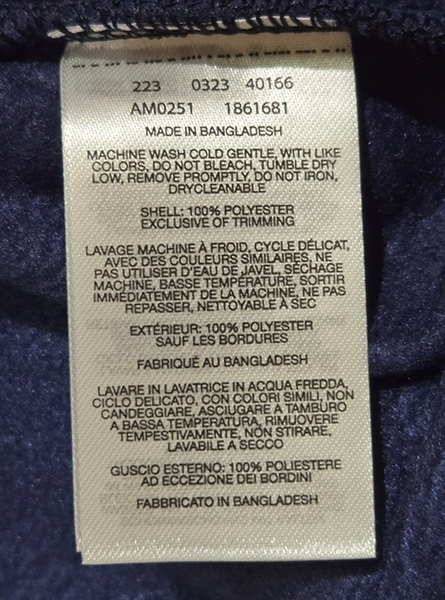 223 0323 40166
AM0251 1861681
MADE IN BANGLADESH
MACHINE WASH COLD GENTLE, WITH LIKE
COLORS, DO NOT BLEACH, TUMBLE DRY
LOW, REMOVE PROMPTLY, DO NOT IRON,
DRYCLEANABLE
SHELL: 100% POLYESTER
EXCLUSIVE OF TRIMMING
LAVAGE MACHINE À FROID, CYCLE DÉLICAT,
AVEC DES COULEURS SIMILAIRES, NE
PAS UTILISER D'EAU DE JAVEL, SÉCHAGE
MACHINE, BASSE TEMPÉRATURE, SORTIR
IMMÉDIATEMENT DE LA MACHINE, NE PAS
REPASSER, NETTOYABLE À SEC
EXTÉRIEUR: 100% POLYESTER
SAUF LES BORDURES
FABRIQUÉ AU BANGLADESH
LAVARE IN LAVATRICE IN ACQUA FREDDA,
CICLO DELICATO, CON COLORI SIMILI, NON
CANDEGGIARE, ASCIUGARE A TAMBURO
A BASSA TEMPERATURA, RIMUOVERE
TEMPESTIVAMENTE, NON STIRARE,
LAVABILE A SECCO
GUSCIO ESTERNO: 100% POLIESTERE
AD ECCEZIONE DEI BORDINI
FABBRICATO IN BANGLADESH